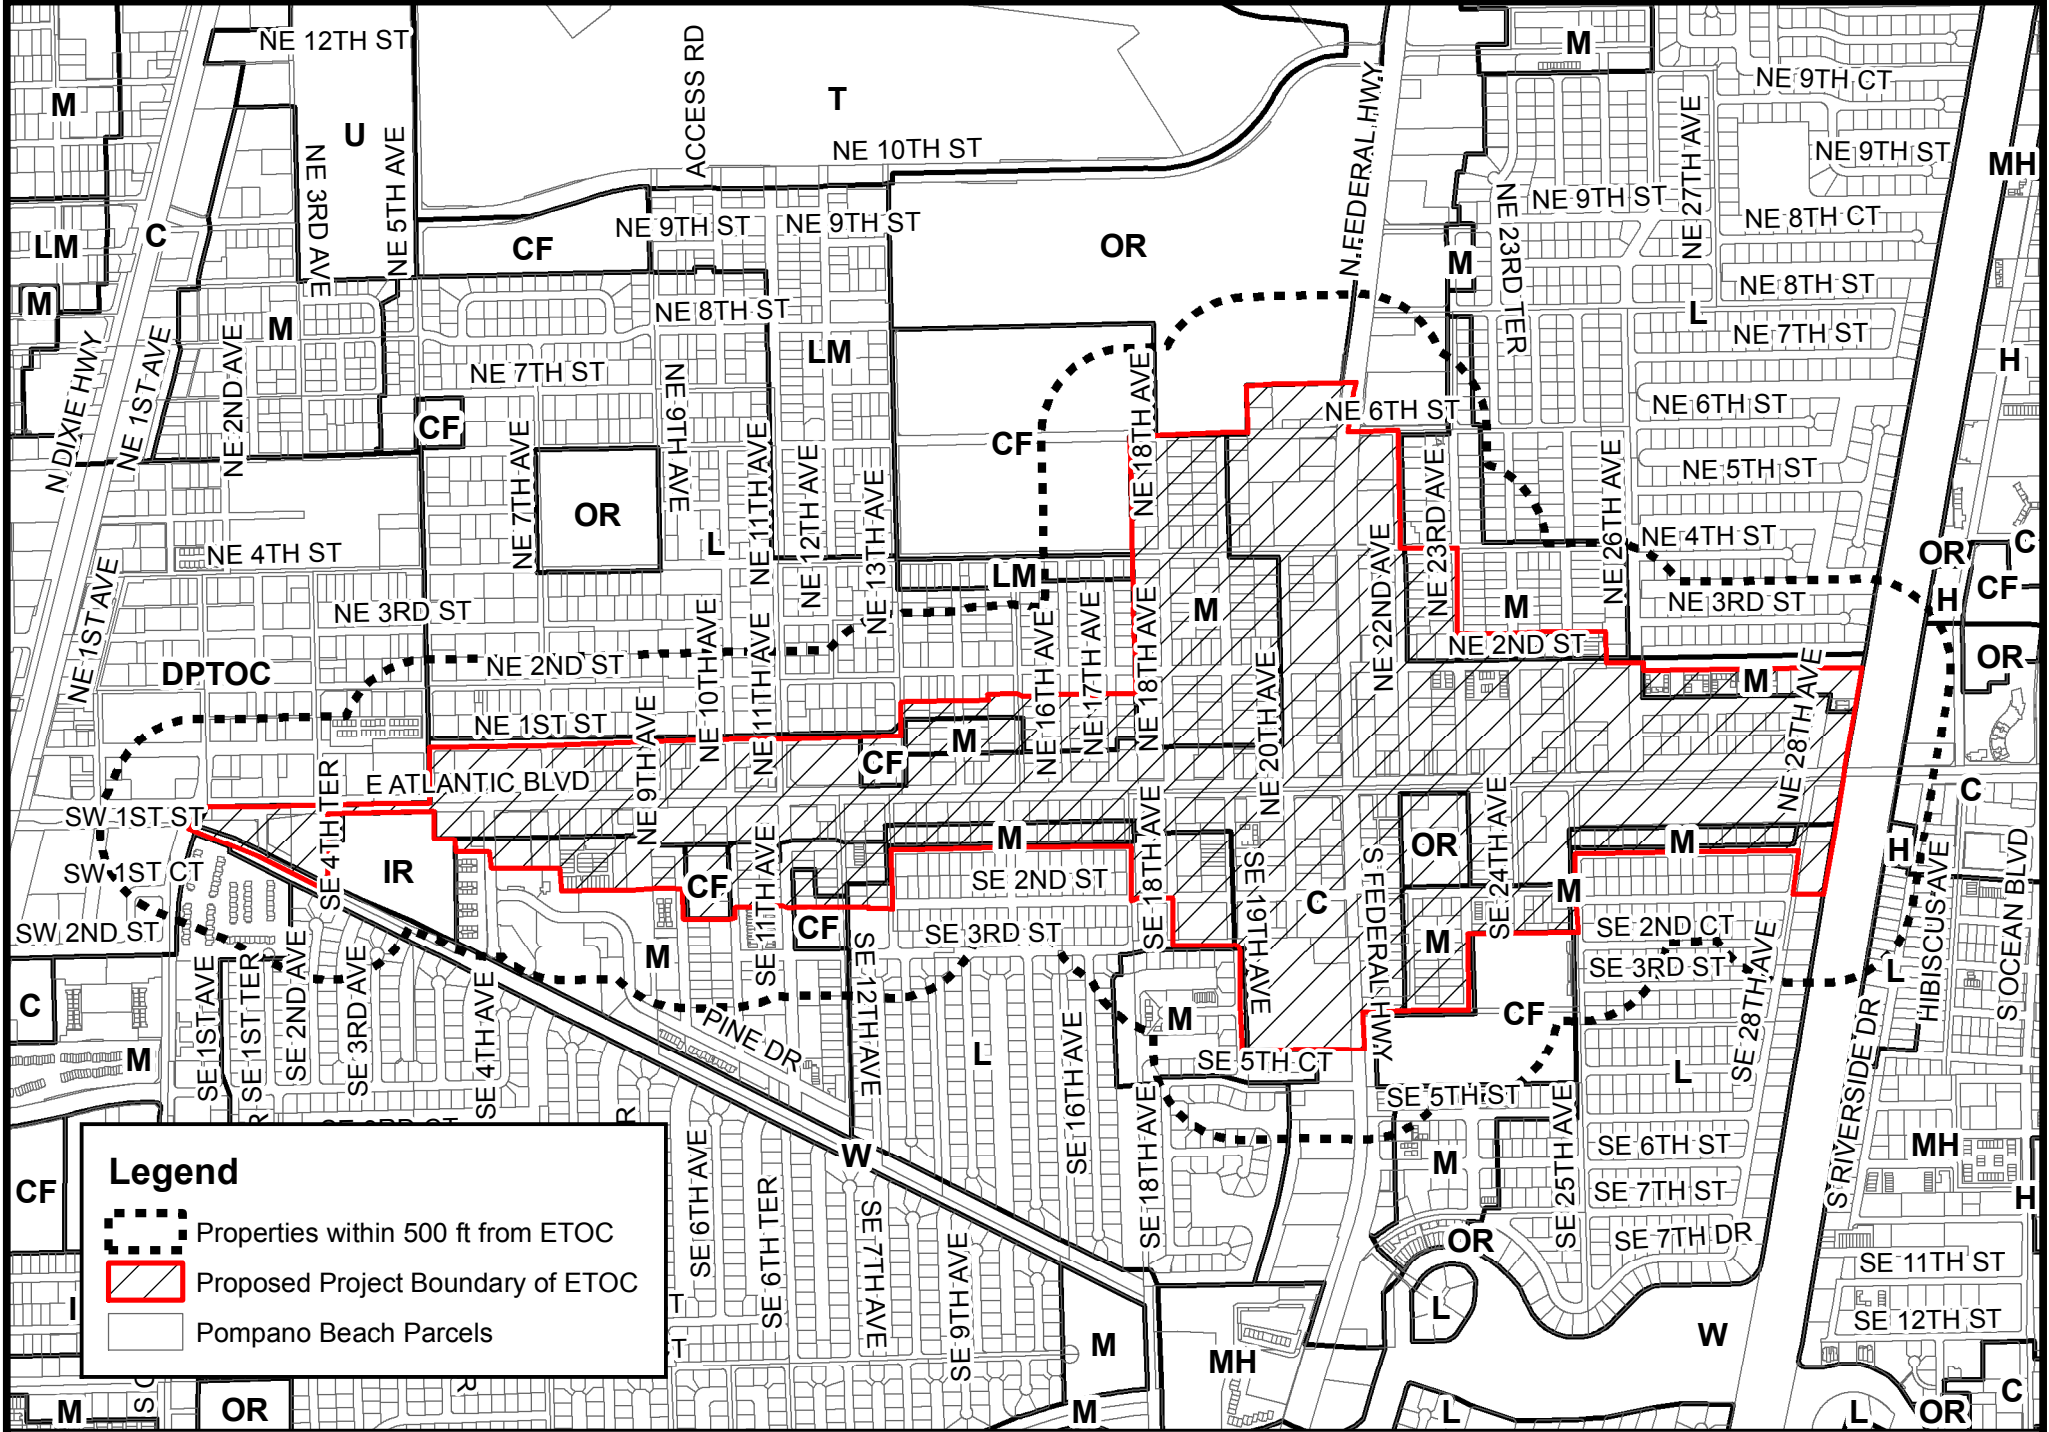 NE 12TH ST
ACCESS RD
M
NE 9TH CT
M
T
N FEDERAL HWY
NE 27TH AVE
U
NE 5TH AVE
NE 10TH ST
NE 9TH ST
MH
NE 3RD AVE
NE 23RD TER
NE 9TH ST
NE 8TH CT
LM
C
CF
NE 9TH ST
NE 9TH ST
OR
M
M
NE 8TH ST
NE 8TH ST
L
N DIXIE HWY
NE 1ST AVE
NE 2ND AVE
M
LM
NE 7TH ST
H
NE 7TH ST
NE 9TH AVE
NE 18TH AVE
NE 6TH ST
NE 6TH ST
CF
NE 7TH AVE
NE 11TH AVE
NE 12TH AVE
NE 13TH AVE
CF
NE 23RD AVE
NE 26TH AVE
NE 5TH ST
OR
L
NE 22ND AVE
NE 4TH ST
NE 4TH ST
OR
C
NE 1ST AVE
LM
CF
H
NE 3RD ST
NE 10TH AVE
NE 11TH AVE
NE 16TH AVE
NE 17TH AVE
NE 18TH AVE
M
M
NE 3RD ST
NE 2ND ST
NE 2ND ST
OR
DPTOC
NE 20TH AVE
M
NE 28TH AVE
NE 1ST ST
NE 9TH AVE
M
CF
E ATLANTIC BLVD
C
SW 1ST ST
SE 4TH TER
SE 18TH AVE
SE 24TH AVE
M
M
OR
H
SW 1ST CT
IR
CF
SE 11TH AVE
SE 2ND ST
SE 19TH AVE
S FEDERAL HWY
M
HIBISCUS AVE
S OCEAN BLVD
C
CF
SW 2ND ST
SE 3RD ST
SE 2ND CT
M
M
SE 3RD ST
SE 28TH AVE
L
SE 1ST AVE
SE 1ST TER
SE 2ND AVE
SE 3RD AVE
SE 4TH AVE
SE 12TH AVE
C
PINE DR
M
CF
SE 16TH AVE
L
M
SE 5TH CT
L
S RIVERSIDE DR
SE 5TH ST
SE 18TH AVE
SE 25TH AVE
SE 6TH ST
MH
W
M
SE 6TH AVE
SE 6TH TER
SE 7TH AVE
SE 9TH AVE
CF
SE 7TH ST
H
OR
SE 7TH DR
SE 11TH ST
L
SE 12TH ST
W
M
MH
C
M
OR
M
L
L
OR
Legend
Properties within 500 ft from ETOC
Proposed Project Boundary of ETOC
Pompano Beach Parcels